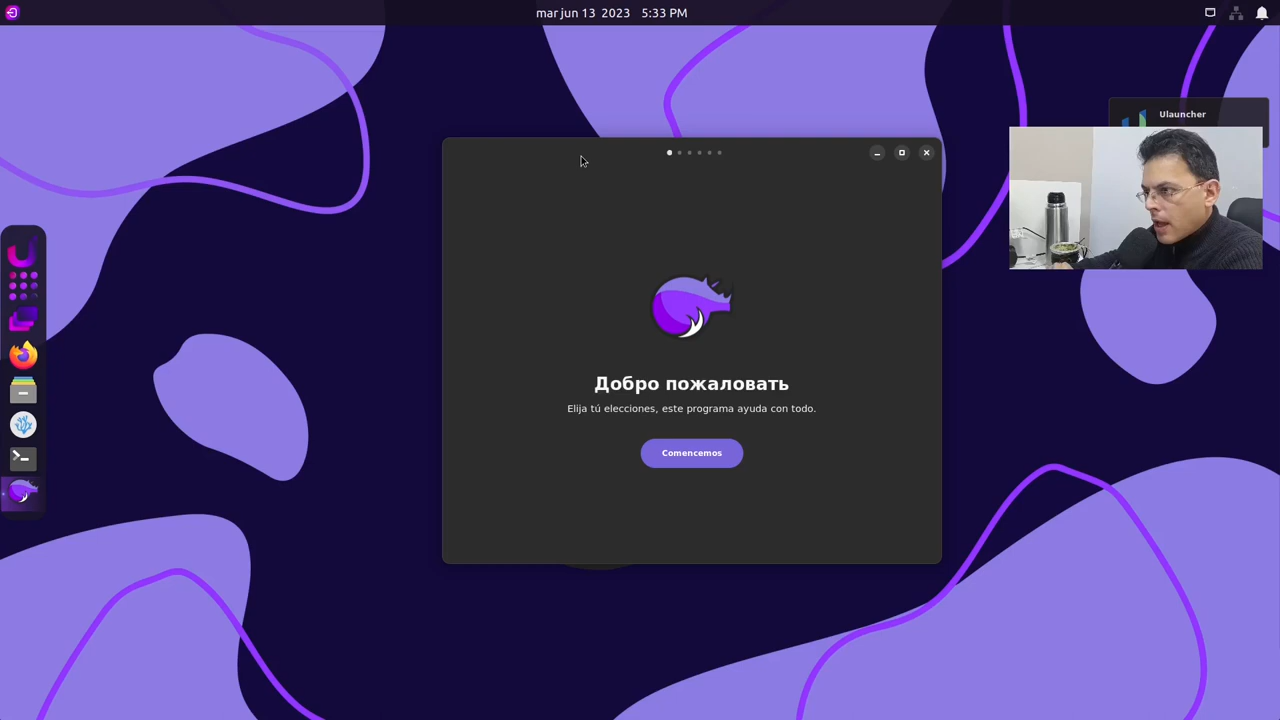 mar jun 13 2023 5:33 PM
Ulauncher
Добро пожаловать
Elija tú elecciones, este programa ayuda con todo.
Comencemos